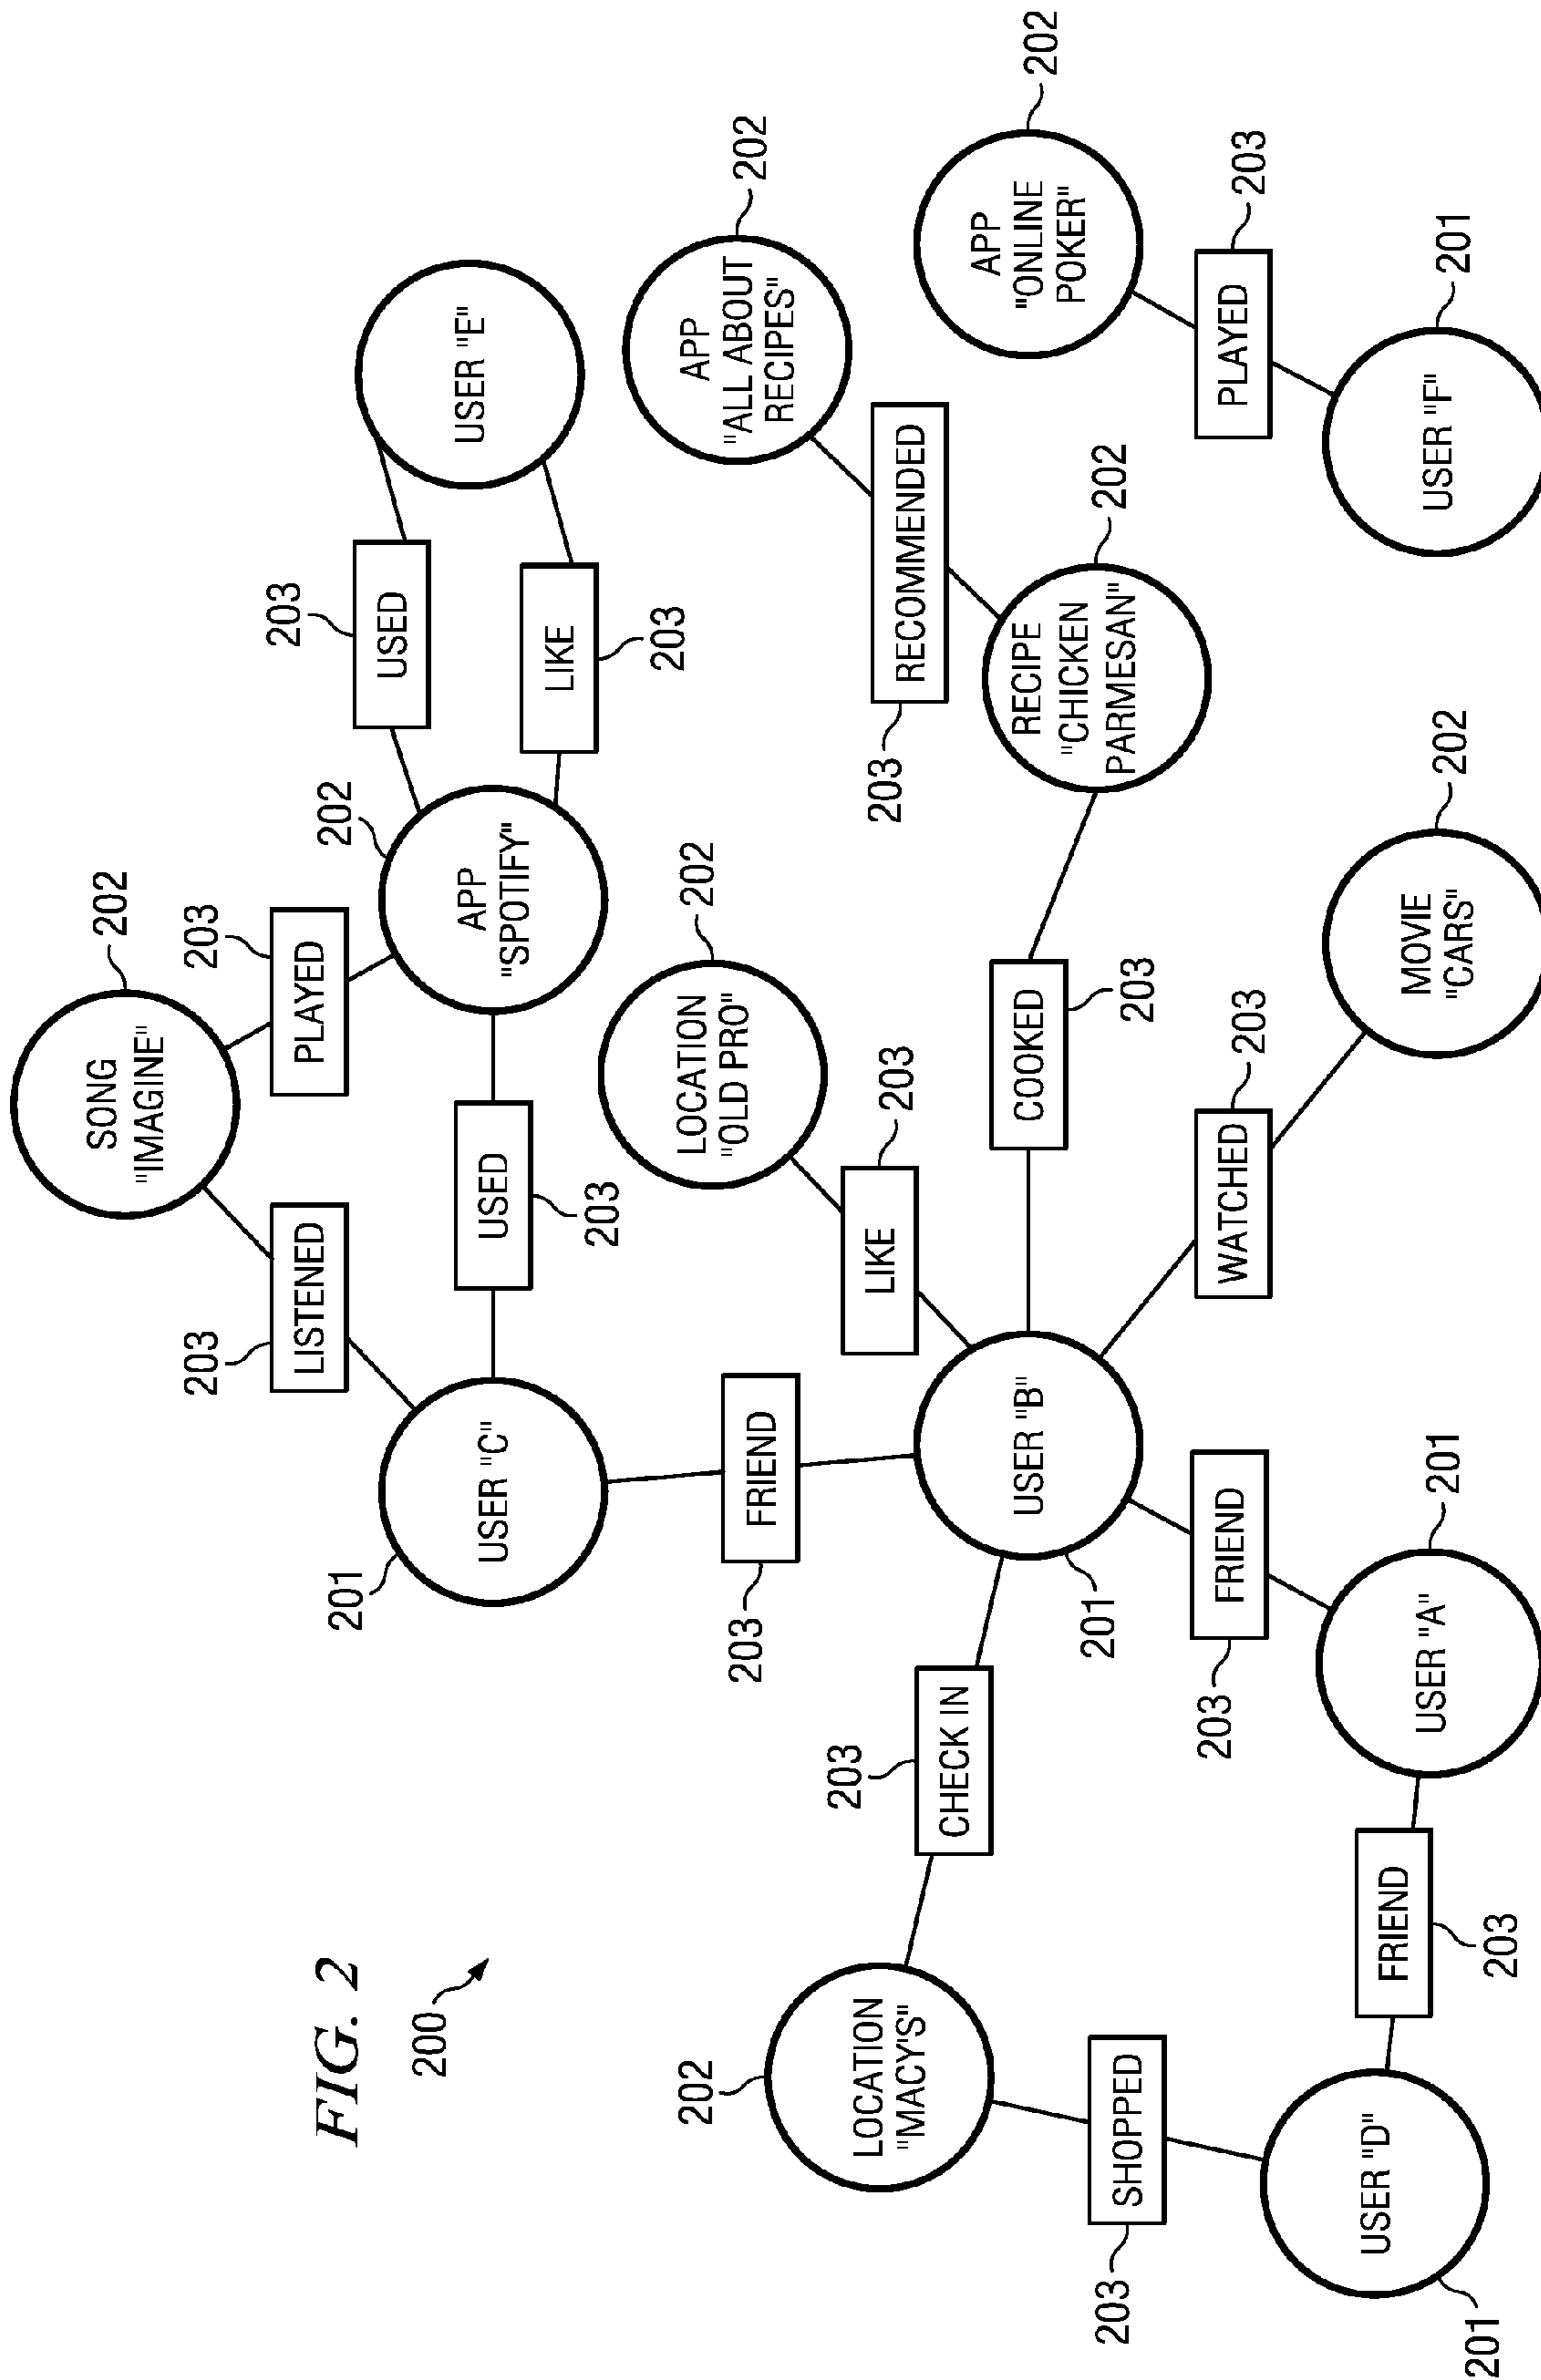 FIG. 2
200
SONG
"IMAGINE"
202
203
LISTENED
203
PLAYED
201
USER "C"
USED
203
202
APP
"SPOTIFY"
203
USED
LIKE
203
USER "E"
203
FRIEND
LOCATION
"OLD PRO"
202
LIKE
203
APP
"ALL ABOUT
RECIPES"
202
203
RECOMMENDED
202
LOCATION
"MACY'S"
203
CHECK IN
USER "B"
201
COOKED
203
RECIPE
"CHICKEN
PARMESAN"
202
APP
"ONLINE
POKER"
202
203
SHOPPED
203
FRIEND
WATCHED
203
PLAYED
203
USER "D"
201
FRIEND
203
USER "A"
201
MOVIE
"CARS"
202
USER "F"
201